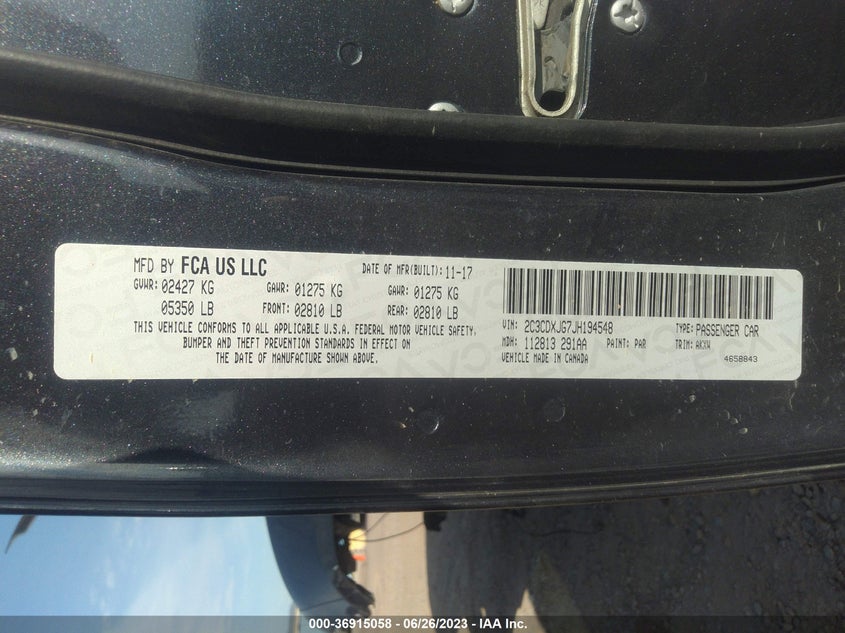 MFD BY FCA US LLC
DATE OF MFR(BUILT): 11-17
GVWR: 02427 KG GAWR: 01275 KG GAWR: 01275 KG
05350 LB FRONT: 02810 LB REAR: 02810 LB
THIS VEHICLE CONFORMS TO ALL APPLICABLE U.S.A. FEDERAL MOTOR VEHICLE SAFETY,
BUMPER AND THEFT PREVENTION STANDARDS IN EFFECT ON
THE DATE OF MANUFACTURE SHOWN ABOVE.
VIN: 2C3CDXJG7JH194548 TYPE: PASSENGER CAR
MDH: 112813 291AA PAINT: PAR TRIM: AKXW
VEHICLE MADE IN CANADA 4658843
000-36915058 - 06/26/2023 - IAA Inc.